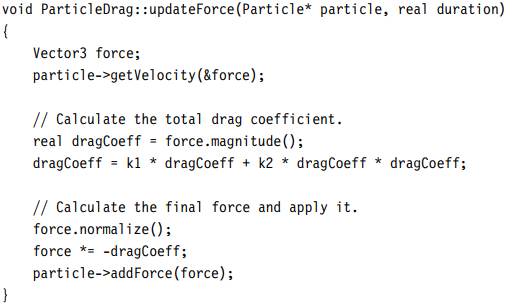 void ParticleDrag::updateForce(Particle* particle, real duration)
{
    Vector3 force;
    particle->getVelocity(&force);

    // Calculate the total drag coefficient.
    real dragCoeff = force.magnitude();
    dragCoeff = k1 * dragCoeff + k2 * dragCoeff * dragCoeff;

    // Calculate the final force and apply it.
    force.normalize();
    force *= -dragCoeff;
    particle->addForce(force);
}